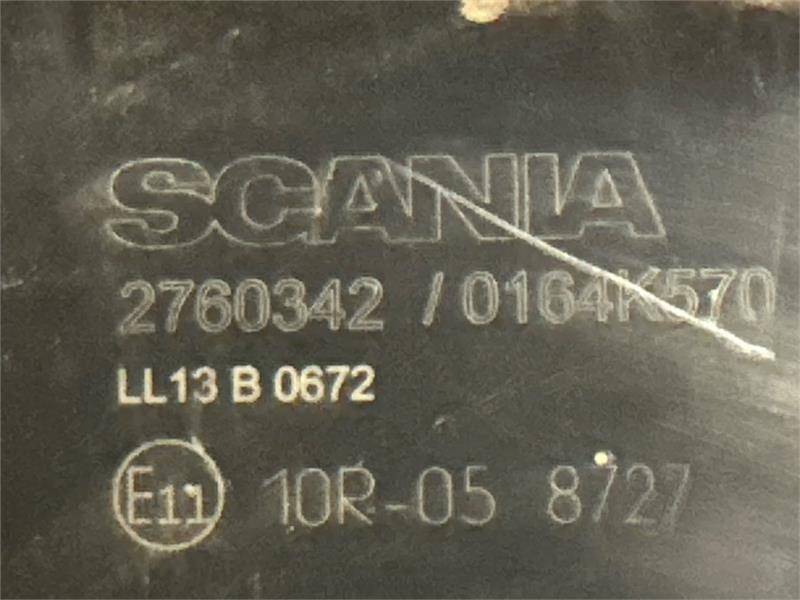 SCANIA
2760342 / 0164K570
LL13 B 0672
E11 10R-05 8727